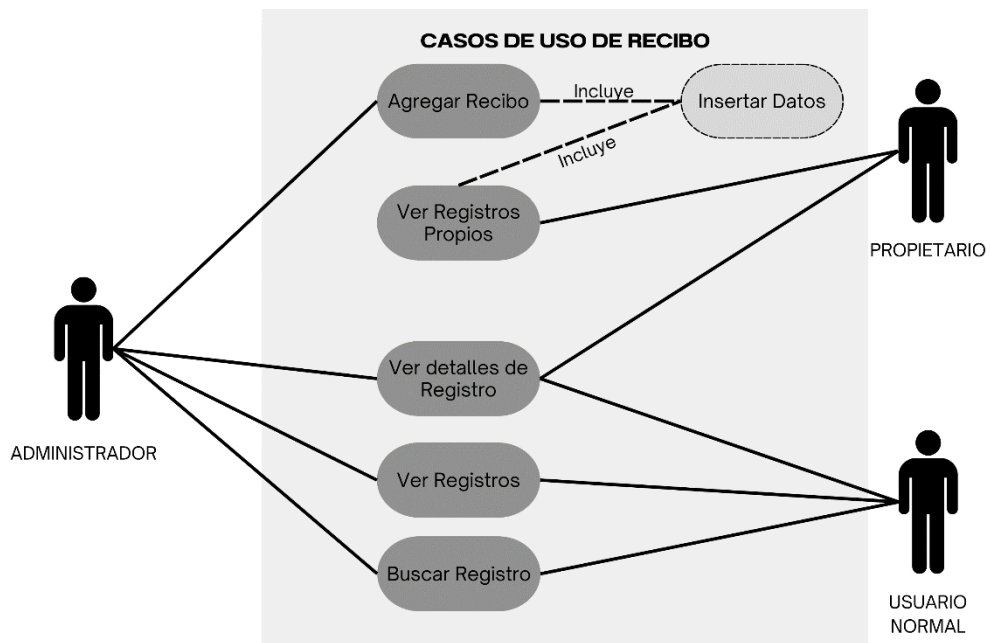 CASOS DE USO DE RECIBO
Agregar Recibo
Incluye
Insertar Datos
Incluye
Ver Registros
Propios
PROPIETARIO
Ver detalles de
Registro
ADMINISTRADOR
Ver Registros
Buscar Registro
USUARIO
NORMAL